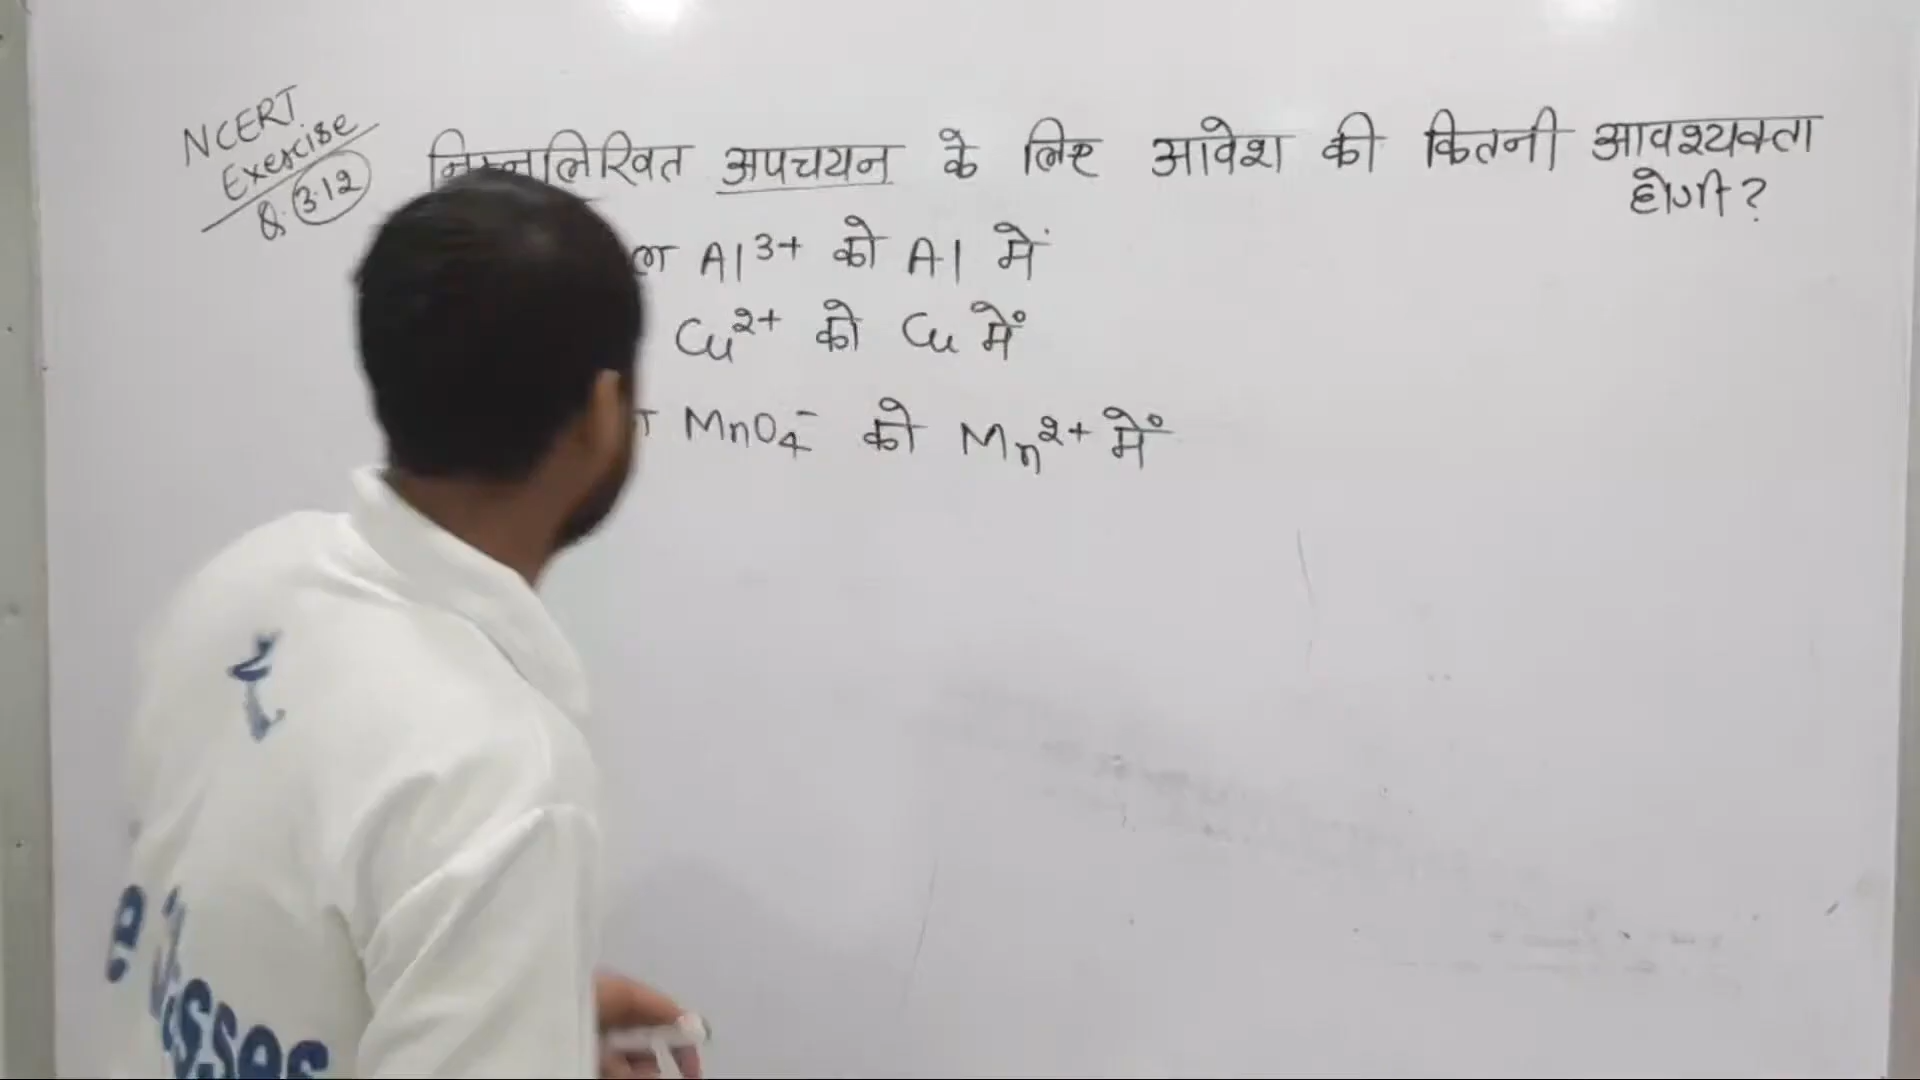 NCERT
Exercise
Q. 3.12
निम्नलिखित अपचयन के लिए आवेश की कितनी आवश्यकता
होगी?
Al³⁺ को Al में
Cu²⁺ को Cu में
MnO₄⁻ को Mn²⁺ में